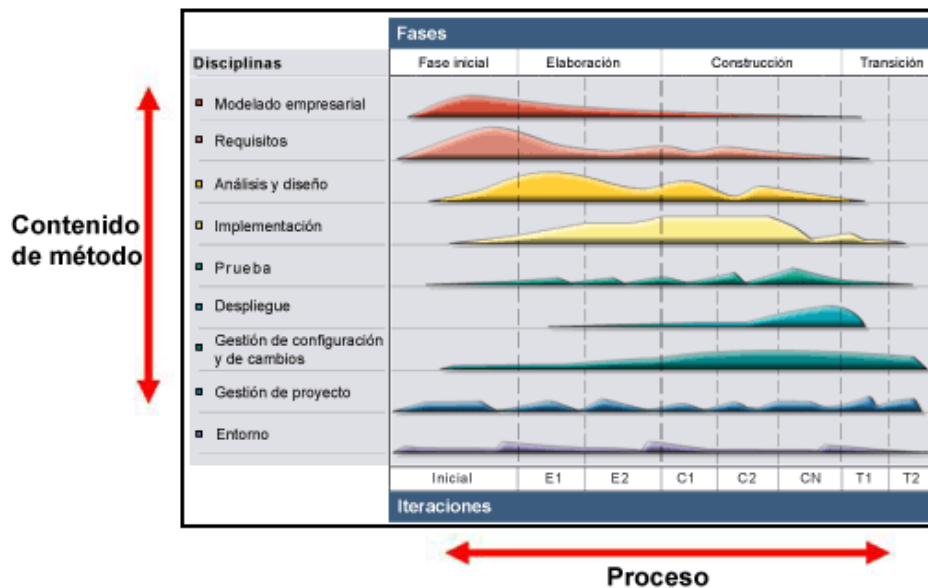 Fases
Disciplinas
Fase inicial
Elaboración
Construcción
Transición
Modelado empresarial
Requisitos
Análisis y diseño
Implementación
Prueba
Despliegue
Gestión de configuración
y de cambios
Gestión de proyecto
Entorno
Contenido
de método
Inicial
E1
E2
C1
C2
CN
T1
T2
Iteraciones
Proceso